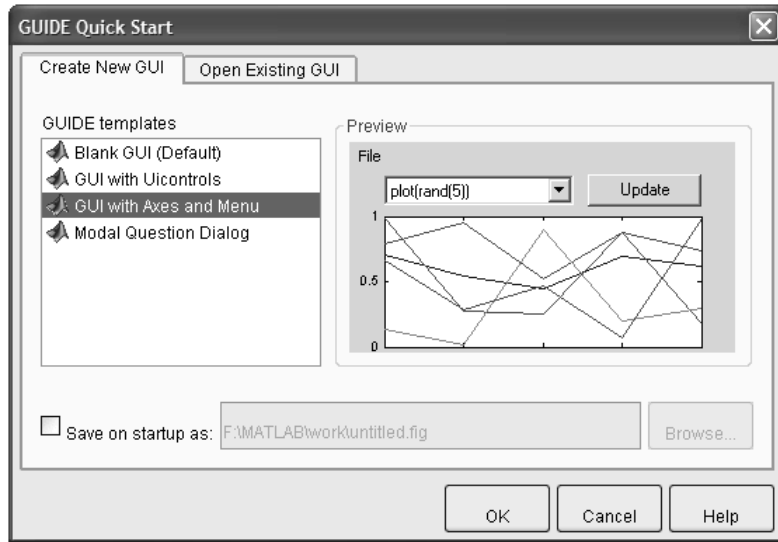 GUIDE Quick Start
Create New GUI
Open Existing GUI
GUIDE templates
Blank GUI (Default)
GUI with Uicontrols
GUI with Axes and Menu
Modal Question Dialog
Preview
File
plot(rand(5))
Update
1
0.5
0
Save on startup as:
F:\MATLAB\work\untitled.fig
Browse...
OK
Cancel
Help